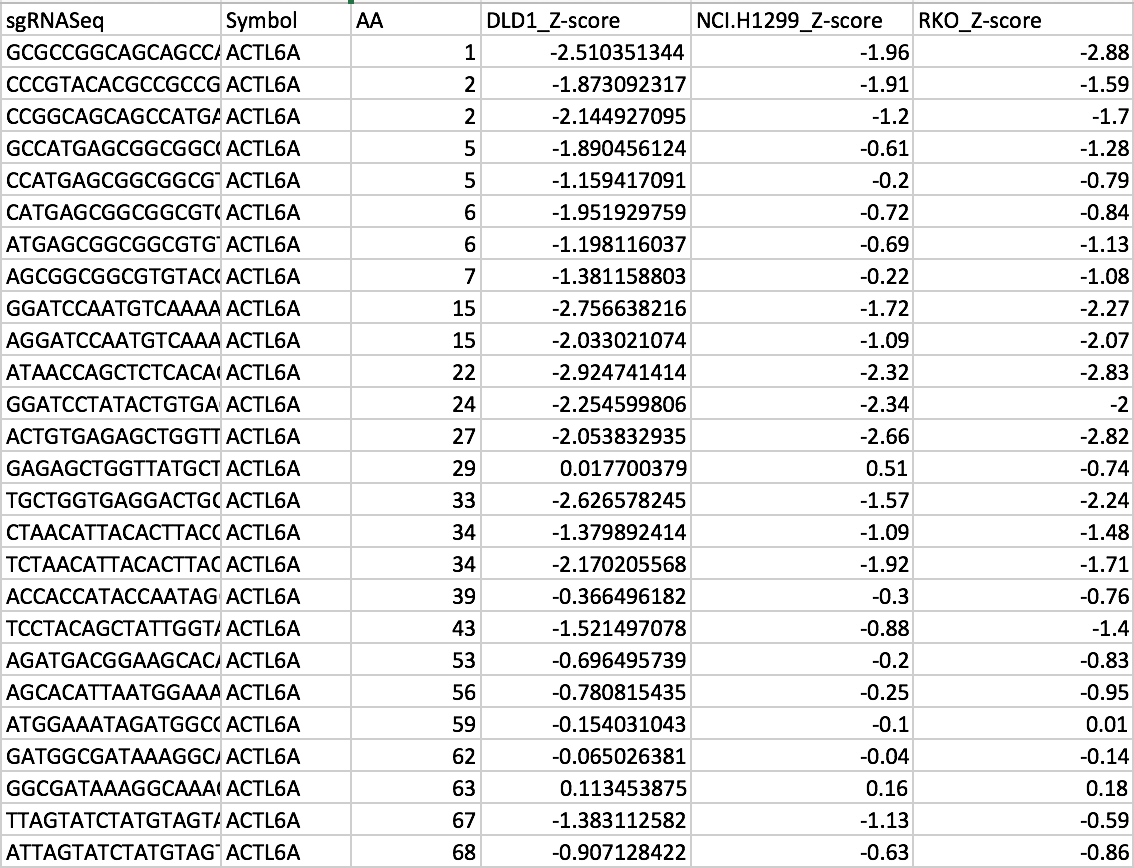 sgRNASeq Symbol AA DLD1_Z-score NCI.H1299_Z-score RKO_Z-score
GCGCCGGCAGCAGCCA ACTL6A 1 -2.510351344 -1.96 -2.88
CCCGTACACGCCGCCG ACTL6A 2 -1.873092317 -1.91 -1.59
CCGGCAGCAGCCATGA ACTL6A 2 -2.144927095 -1.2 -1.7
GCCATGAGCGGCGGC ACTL6A 5 -1.890456124 -0.61 -1.28
CCATGAGCGGCGGCGT ACTL6A 5 -1.159417091 -0.2 -0.79
CATGAGCGGCGGCGT ACTL6A 6 -1.951929759 -0.72 -0.84
ATGAGCGGCGGCGTGT ACTL6A 6 -1.198116037 -0.69 -1.13
AGCGGCGGCGTGTAC ACTL6A 7 -1.381158803 -0.22 -1.08
GGATCCAATGTCAAAA ACTL6A 15 -2.756638216 -1.72 -2.27
AGGATCCAATGTCAAA ACTL6A 15 -2.033021074 -1.09 -2.07
ATAACCAGCTCTCACA ACTL6A 22 -2.924741414 -2.32 -2.83
GGATCCTATACTGTGA ACTL6A 24 -2.254599806 -2.34 -2
ACTGTGAGAGCTGGTT ACTL6A 27 -2.053832935 -2.66 -2.82
GAGAGCTGGTTATGCT ACTL6A 29 0.017700379 0.51 -0.74
TGCTGGTGAGGACTG ACTL6A 33 -2.626578245 -1.57 -2.24
CTAACATTACACTTAC ACTL6A 34 -1.379892414 -1.09 -1.48
TCTAACATTACACTTA ACTL6A 34 -2.170205568 -1.92 -1.71
ACCACCATACCAATAG ACTL6A 39 -0.366496182 -0.3 -0.76
TCCTACAGCTATTGGTA ACTL6A 43 -1.521497078 -0.88 -1.4
AGATGACGGAAGCACA ACTL6A 53 -0.696495739 -0.2 -0.83
AGCACATTAATGGAAA ACTL6A 56 -0.780815435 -0.25 -0.95
ATGGAAATAGATGGC ACTL6A 59 -0.154031043 -0.1 0.01
GATGGCGATAAAGGCA ACTL6A 62 -0.065026381 -0.04 -0.14
GGCGATAAAGGCAAA ACTL6A 63 0.113453875 0.16 0.18
TTAGTATCTATGTAGTA ACTL6A 67 -1.383112582 -1.13 -0.59
ATTAGTATCTATGTAGT ACTL6A 68 -0.907128422 -0.63 -0.86